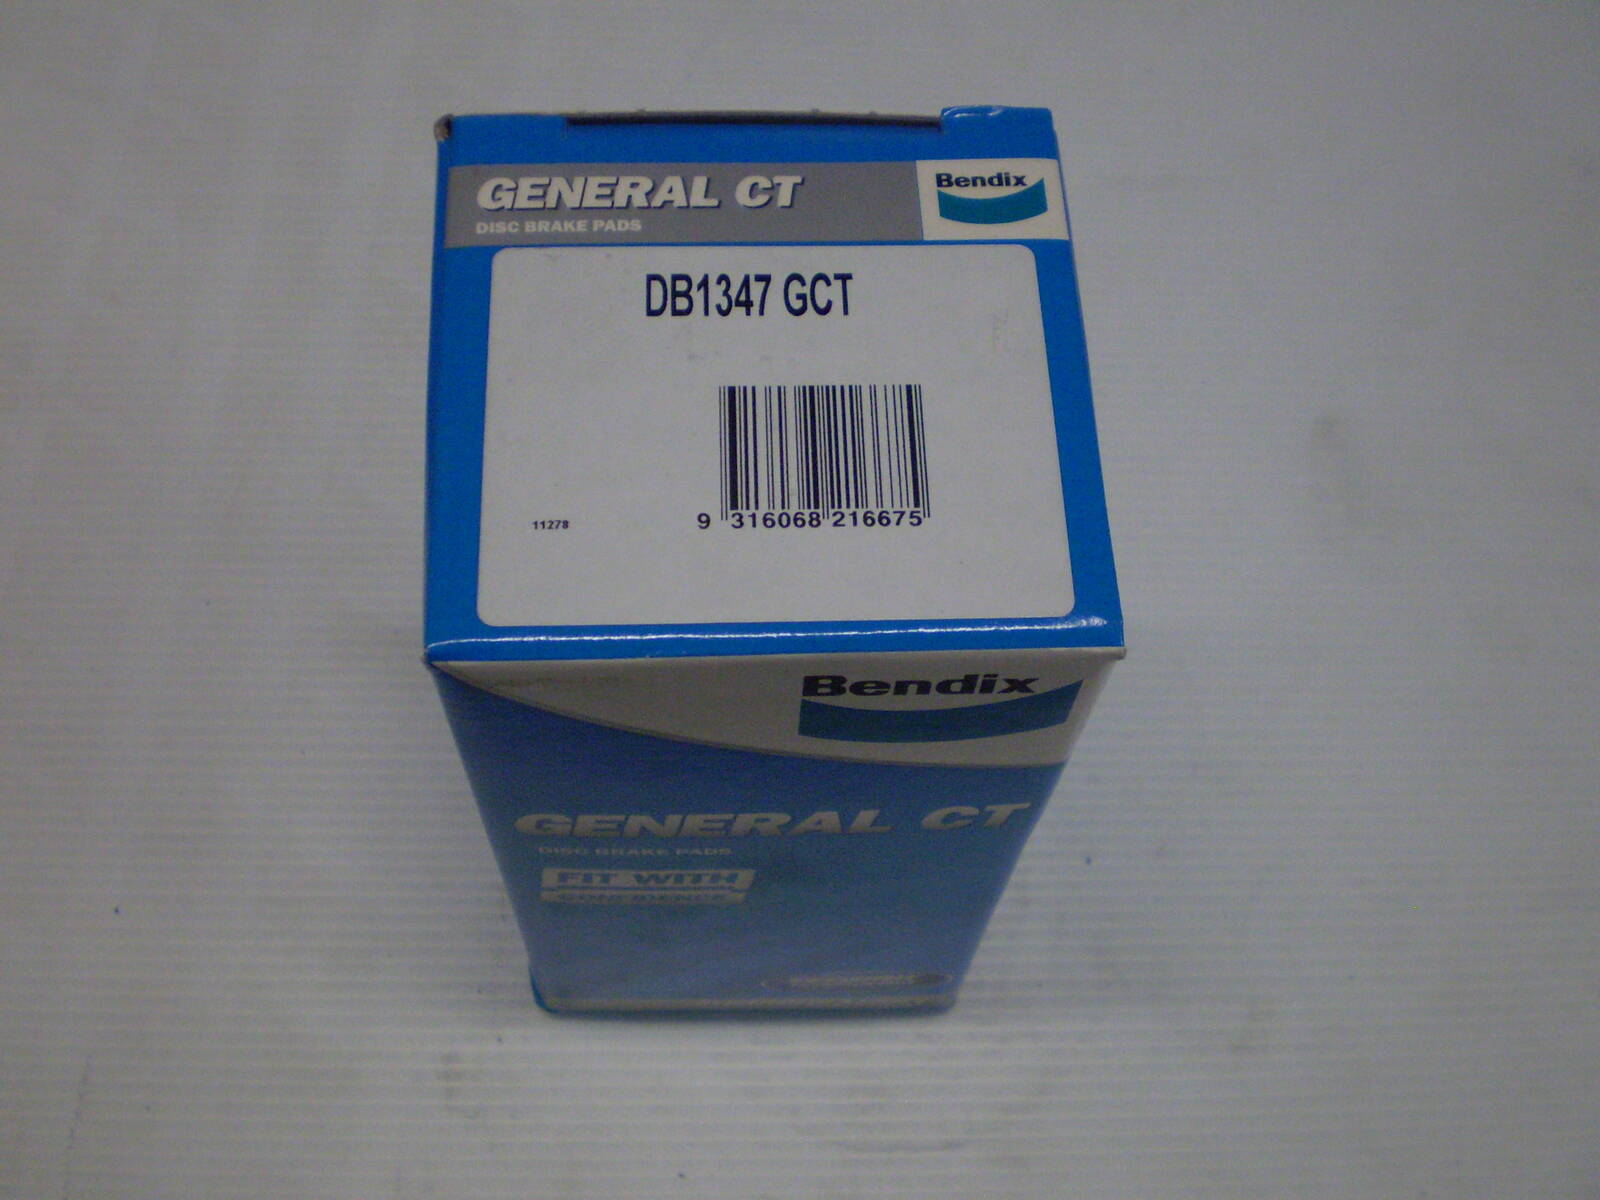 GENERAL CT
Bendix
DISC BRAKE PADS
DB1347 GCT
11278
9 316068 216675
Bendix
GENERAL CT
DISC BRAKE PADS
FIT WITH
CONFIDENCE